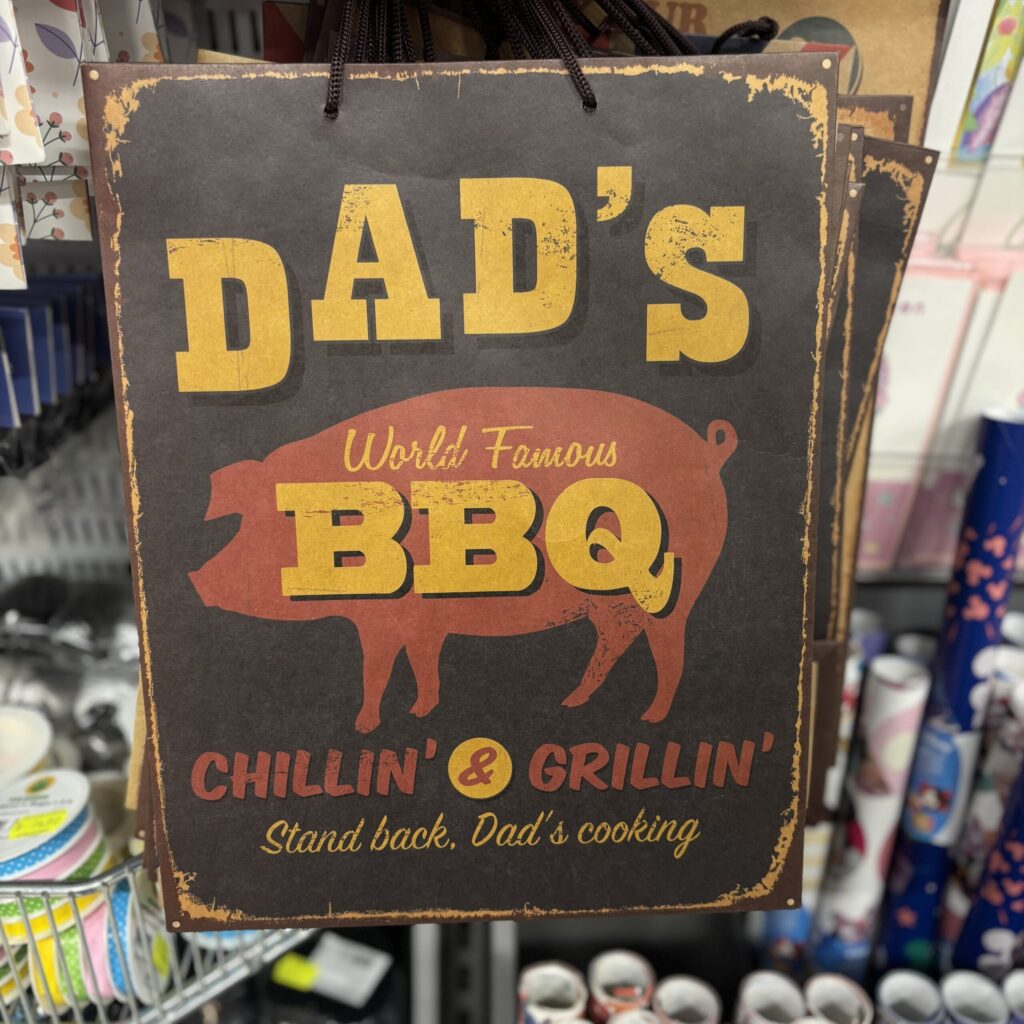 DAD'S
World Famous
BBQ
CHILLIN' & GRILLIN'
Stand back, Dad's cooking